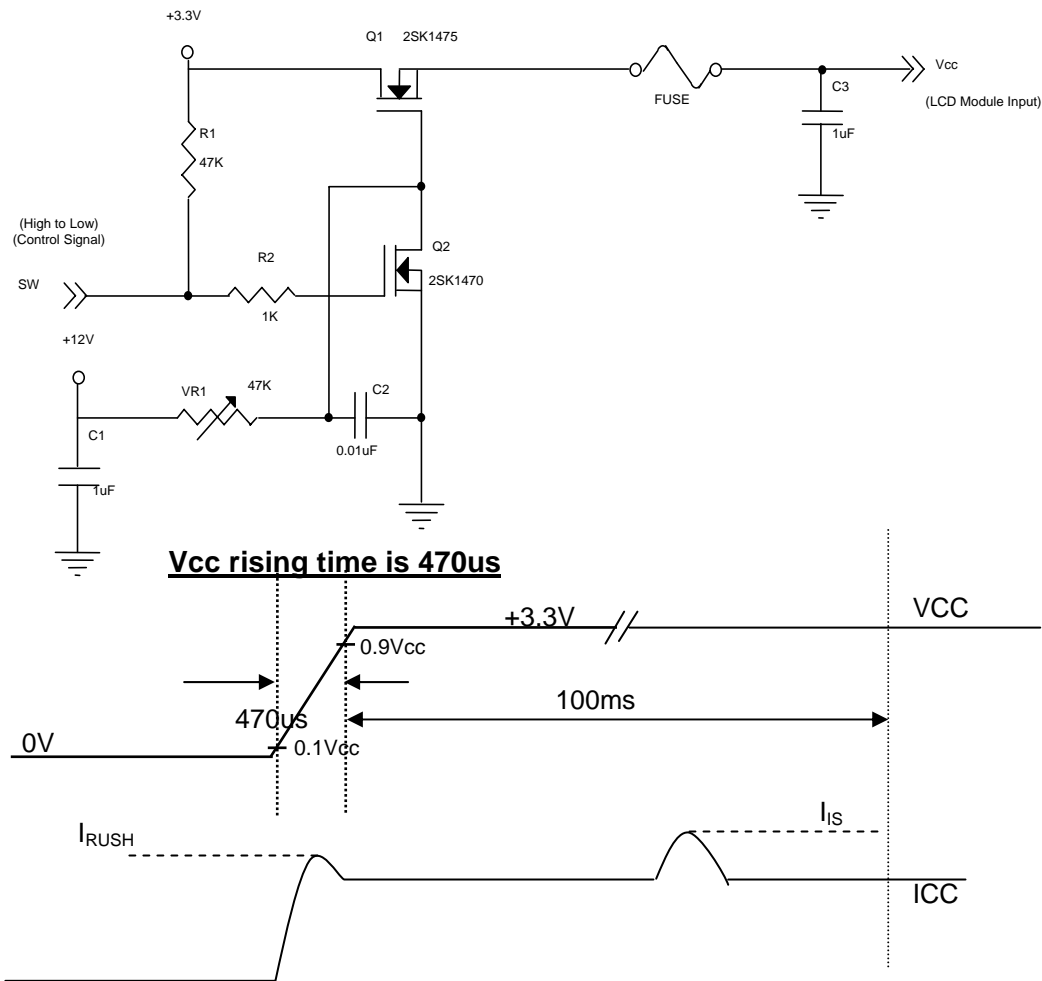 +3.3V
Q1 2SK1475
Vcc
FUSE
C3
(LCD Module Input)
R1
1uF
47K
(High to Low)
(Control Signal)
Q2
R2
SW
2SK1470
1K
+12V
VR1
47K
C2
C1
0.01uF
1uF
Vcc rising time is 470us
+3.3V
VCC
0.9Vcc
100ms
470us
0V
0.1Vcc
IRUSH
IIS
ICC